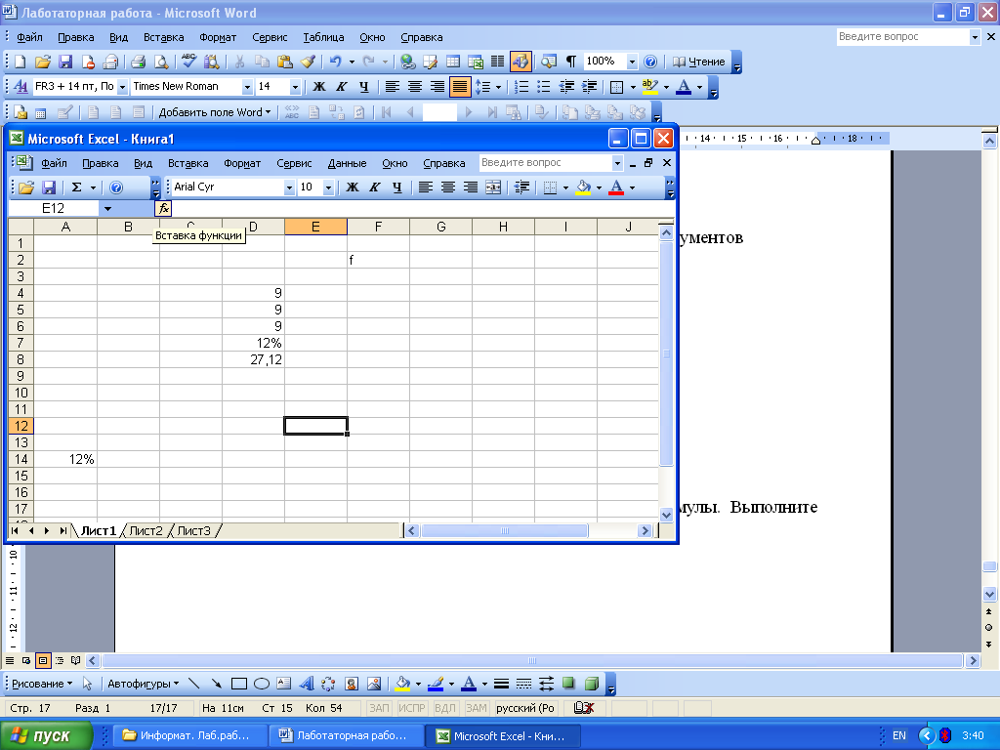 Лаботаторная работа - Microsoft Word
Файл Правка Вид Вставка Формат Сервис Таблица Окно Справка Введите вопрос
100% Чтение
FR3 + 14 пт, По Times New Roman 14 Ж К Ч
Добавить поле Word
Microsoft Excel - Книга1
14 15 16 18
Файл Правка Вид Вставка Формат Сервис Данные Окно Справка Введите вопрос
Arial Cyr 10 Ж К Ч
E12 fx
Вставка функции
A B C D E F G H I J
ументов
1
2 f
3
4 9
5 9
6 9
7 12%
8 27,12
9
10
11
12
13
14 12%
15
16
17
мулы. Выполните
Лист1 Лист2 Лист3
10
11
12
Рисование Автофигуры
Стр. 17 Разд 1 17/17 На 11см Ст 15 Кол 54 ЗАП ИСПР ВДЛ ЗАМ русский (Ро
пуск Информат. Лаб.раб... Лаботаторная рабо... Microsoft Excel - Кни... EN 3:40